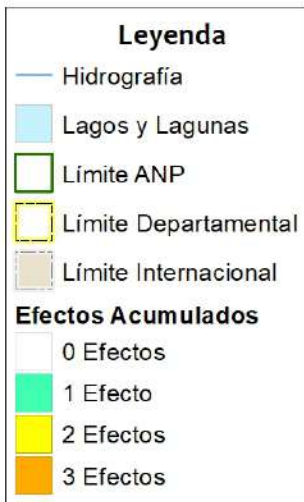 Leyenda
Hidrografía
Lagos y Lagunas
Límite ANP
Límite Departamental
Límite Internacional
Efectos Acumulados
0 Efectos
1 Efecto
2 Efectos
3 Efectos